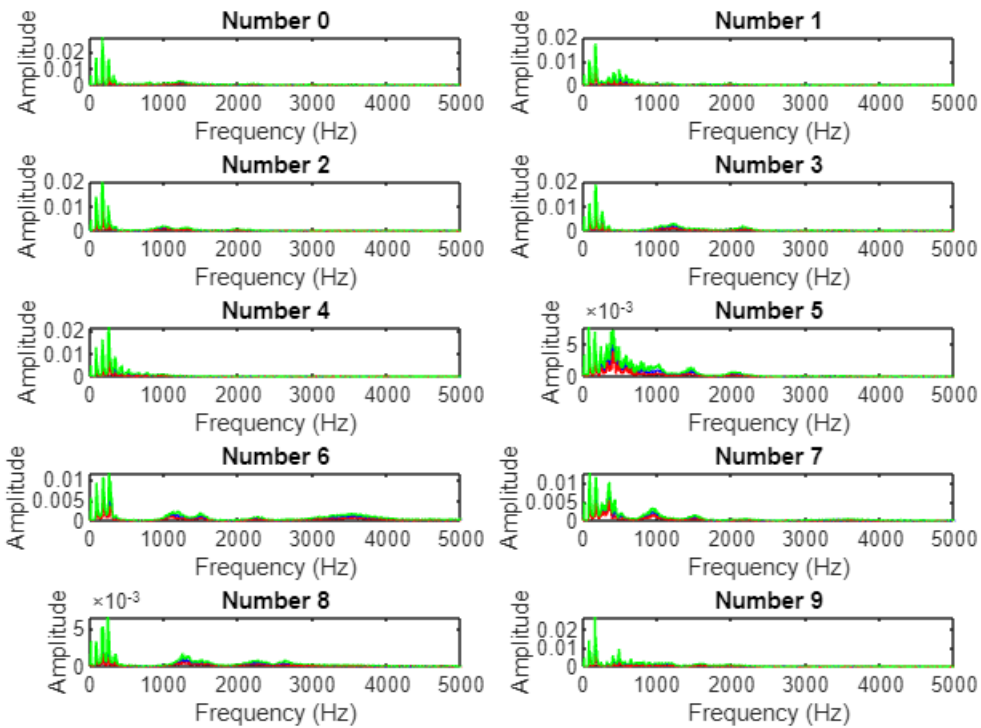 Number 0
Amplitude
0.02
0.01
0
0 1000 2000 3000 4000 5000
Frequency (Hz)
Number 1
Amplitude
0.02
0.01
0
0 1000 2000 3000 4000 5000
Frequency (Hz)
Number 2
Amplitude
0.02
0.01
0
0 1000 2000 3000 4000 5000
Frequency (Hz)
Number 3
Amplitude
0.02
0.01
0
0 1000 2000 3000 4000 5000
Frequency (Hz)
Number 4
Amplitude
0.02
0.01
0
0 1000 2000 3000 4000 5000
Frequency (Hz)
Number 5
×10-3
Amplitude
5
0
0 1000 2000 3000 4000 5000
Frequency (Hz)
Number 6
Amplitude
0.01
0.005
0
0 1000 2000 3000 4000 5000
Frequency (Hz)
Number 7
Amplitude
0.01
0.005
0
0 1000 2000 3000 4000 5000
Frequency (Hz)
Number 8
×10-3
Amplitude
5
0
0 1000 2000 3000 4000 5000
Frequency (Hz)
Number 9
Amplitude
0.02
0.01
0
0 1000 2000 3000 4000 5000
Frequency (Hz)